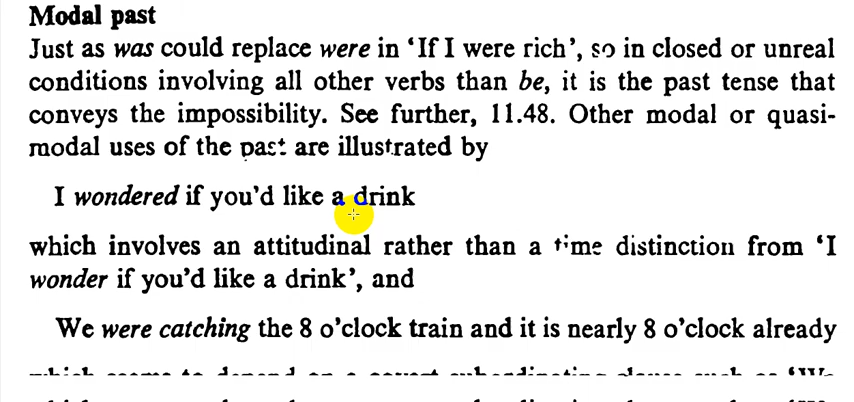 Modal past
Just as was could replace were in ‘If I were rich’, so in closed or unreal
conditions involving all other verbs than be, it is the past tense that
conveys the impossibility. See further, 11.48. Other modal or quasi-
modal uses of the past are illustrated by
I wondered if you’d like a drink
which involves an attitudinal rather than a time distinction from ‘I
wonder if you’d like a drink’, and
We were catching the 8 o’clock train and it is nearly 8 o’clock already